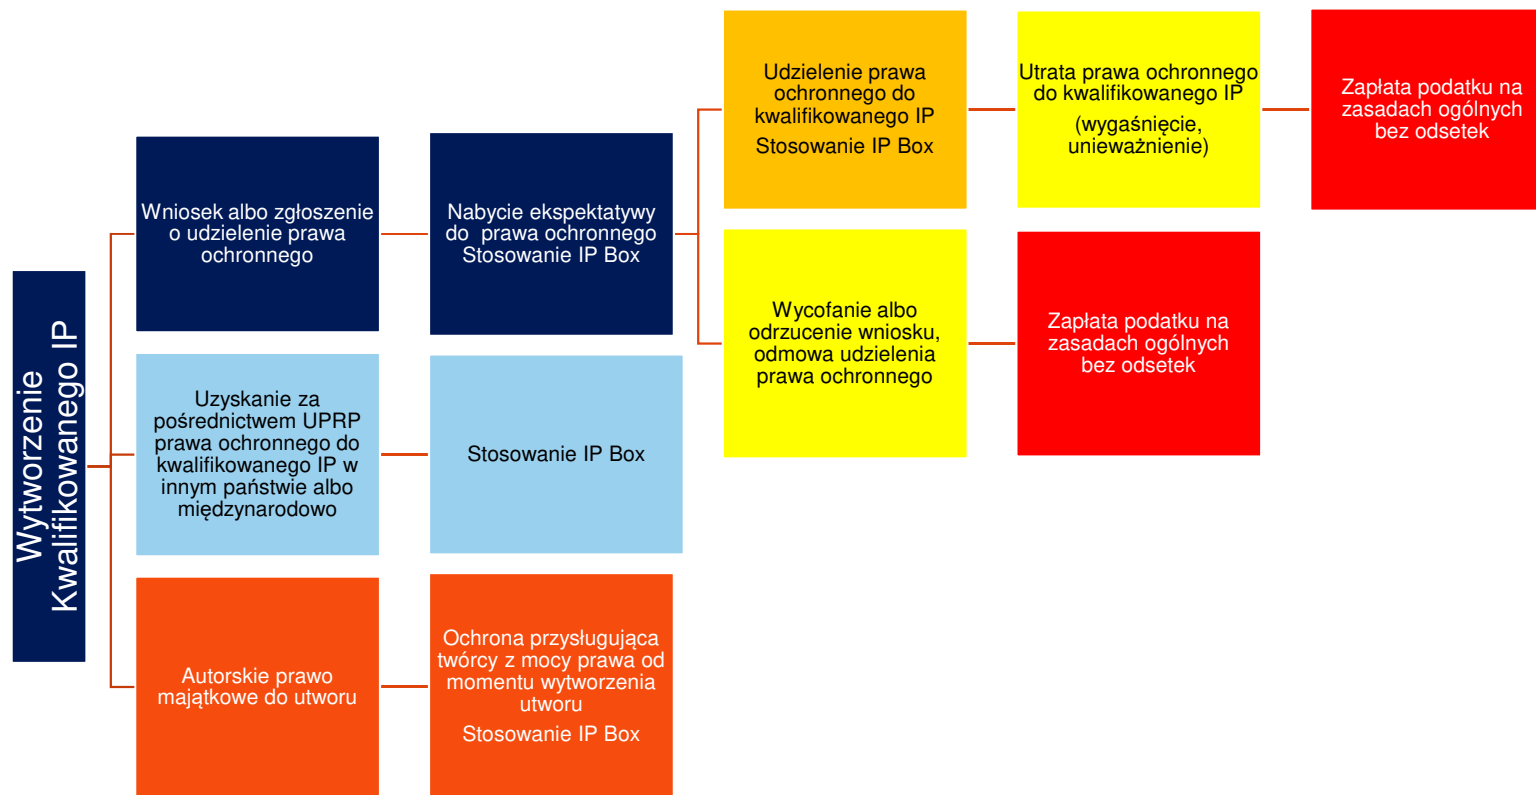 Wytworzenie
Kwalifikowanego IP
Wniosek albo zgłoszenie
o udzielenie prawa
ochronnego
Nabycie ekspektatywy
do prawa ochronnego
Stosowanie IP Box
Udzielenie prawa
ochronnego do
kwalifikowanego IP
Stosowanie IP Box
Utrata prawa ochronnego
do kwalifikowanego IP
(wygaśnięcie,
unieważnienie)
Zapłata podatku na
zasadach ogólnych
bez odsetek
Wycofanie albo
odrzucenie wniosku,
odmowa udzielenia
prawa ochronnego
Zapłata podatku na
zasadach ogólnych
bez odsetek
Uzyskanie za
pośrednictwem UPRP
prawa ochronnego do
kwalifikowanego IP w
innym państwie albo
międzynarodowo
Stosowanie IP Box
Autorskie prawo
majątkowe do utworu
Ochrona przysługująca
twórcy z mocy prawa od
momentu wytworzenia
utworu
Stosowanie IP Box